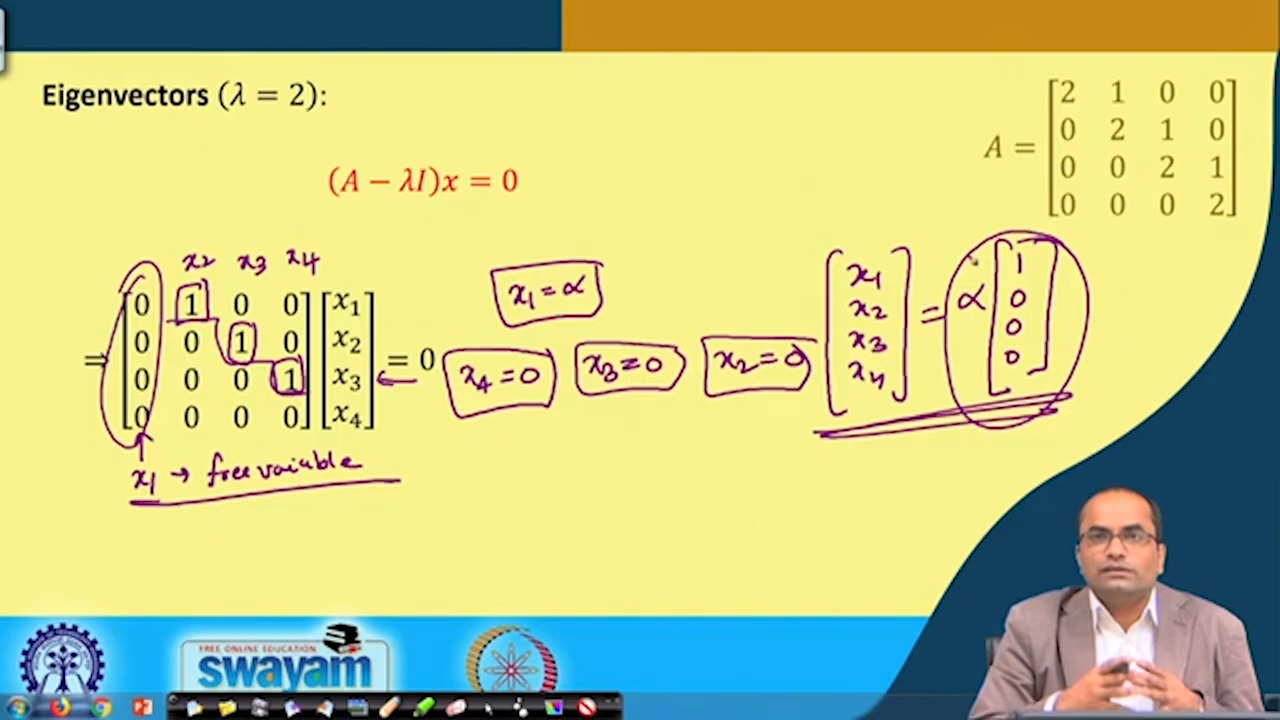 Eigenvectors (λ = 2):
A = [2 1 0 0
0 2 1 0
0 0 2 1
0 0 0 2]
(A − λI)x = 0
x2 x3 x4
⇒ [0 1 0 0
0 0 1 0
0 0 0 1
0 0 0 0] [x1
x2
x3
x4] = 0
x1 = α
x4 = 0 x3 = 0 x2 = 0
[x1
x2
x3
x4] = α [1
0
0
0]
x1 → free variable
FREE ONLINE EDUCATION
swayam